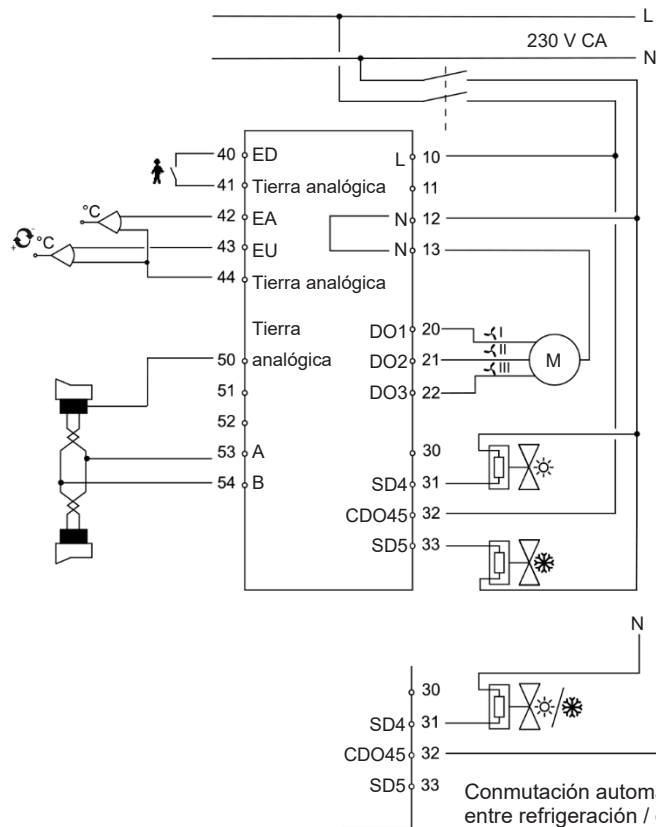 L
230 V CA
N
40 ED
L 10
41 Tierra analógica
11
°C
42 EA
N 12
°C
43 EU
N 13
44 Tierra analógica
Tierra
analógica
50
DO1 20 I
DO2 21 II
M
DO3 22 III
51
52
53 A
30
54 B
SD4 31
CDO45 32
SD5 33
N
30
SD4 31
CDO45 32
SD5 33
Conmutación
entre refrigeración /